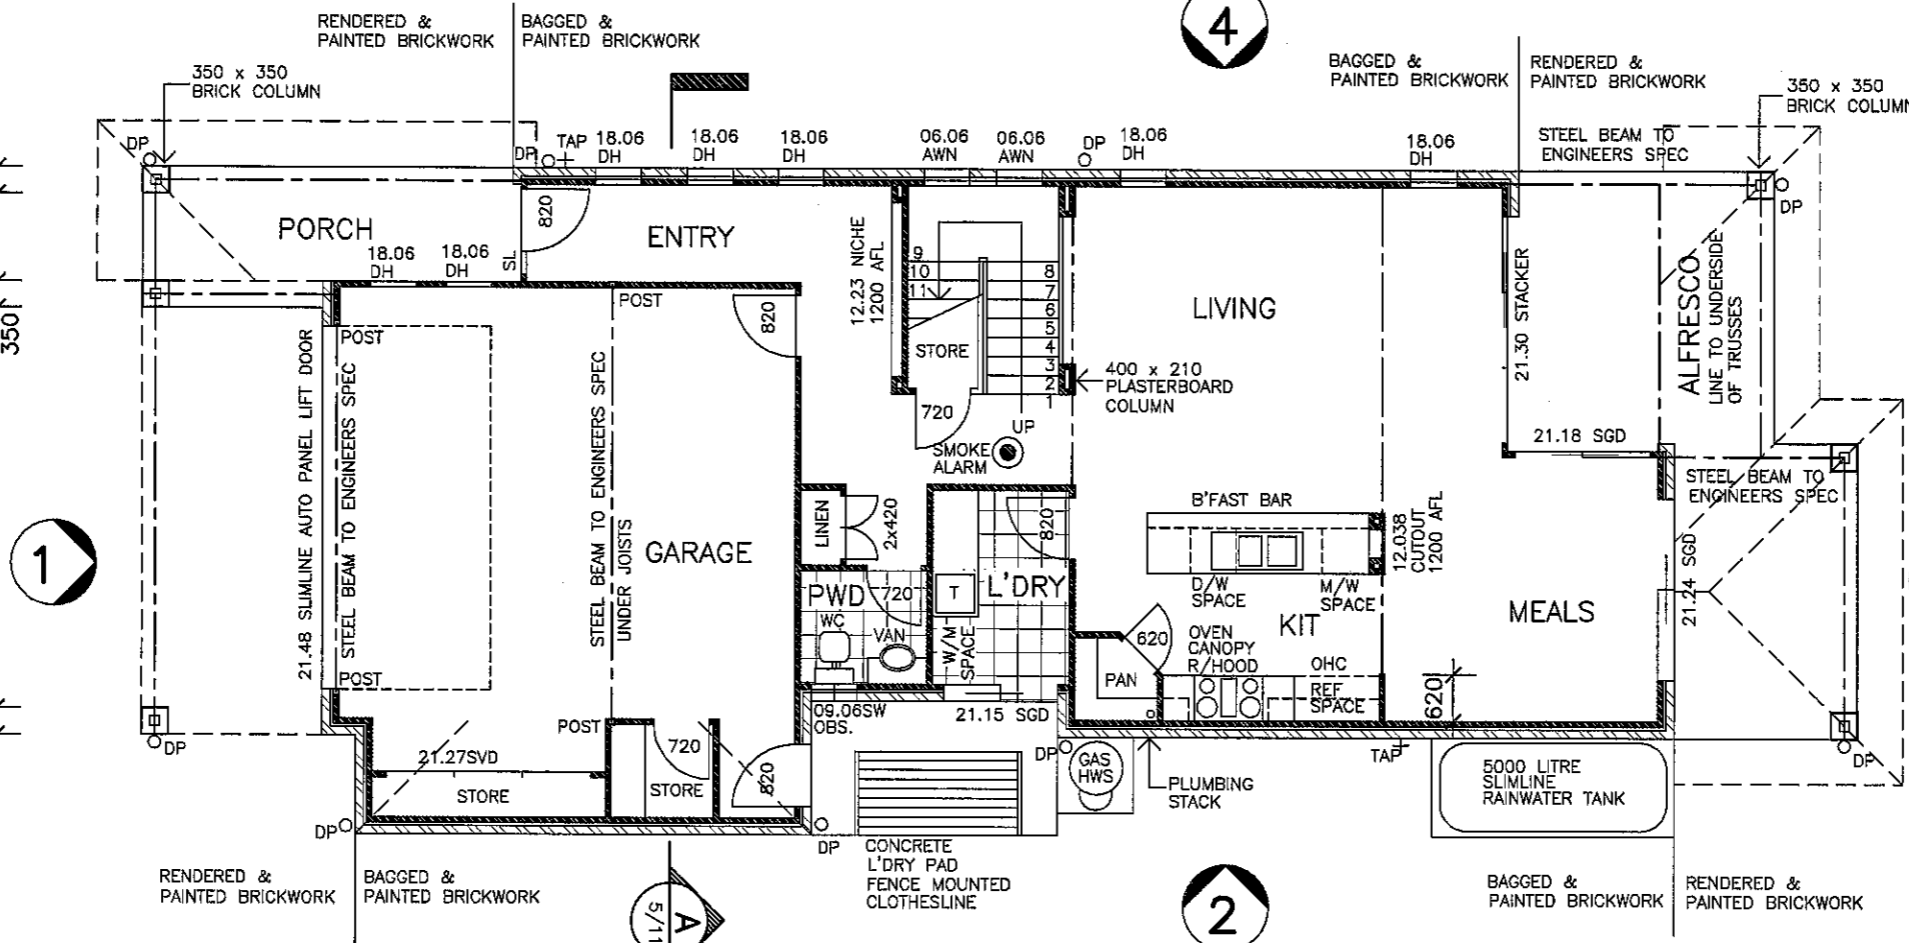 RENDERED &
PAINTED BRICKWORK
BAGGED &
PAINTED BRICKWORK
4
BAGGED &
PAINTED BRICKWORK
RENDERED &
PAINTED BRICKWORK
350 x 350
BRICK COLUMN
350 x 350
BRICK COLUMN
DP
DP
TAP
18.06
DH
18.06
DH
18.06
DH
06.06
AWN
06.06
AWN
DP
18.06
DH
18.06
DH
STEEL BEAM TO
ENGINEERS SPEC
DP
PORCH
18.06
DH
18.06
DH
SL
820
ENTRY
12.23 NICHE
1200 AFL
9
10
11
8
7
6
5
4
3
2
1
STORE
720
UP
SMOKE
ALARM
400 x 210
PLASTERBOARD
COLUMN
LIVING
21.30 STACKER
ALFRESCO
LINE TO UNDERSIDE
OF TRUSSES
21.18 SGD
STEEL BEAM TO
ENGINEERS SPEC
350
1
21.48 SLIMLINE AUTO PANEL LIFT DOOR
STEEL BEAM TO ENGINEERS SPEC
POST
POST
POST
STEEL BEAM TO ENGINEERS SPEC
UNDER JOISTS
820
GARAGE
LINEN
2x420
820
PWD
720
WC
VAN
T
L'DRY
W/M
SPACE
B'FAST BAR
D/W
SPACE
M/W
SPACE
12.038
CUTOUT
1200 AFL
KIT
620
OVEN
CANOPY
R/HOOD
OHC
REF
SPACE
PAN
620
MEALS
21.24 SGD
DP
POST
21.27SVD
STORE
720
STORE
820
09.06SW
OBS.
21.15 SGD
DP
GAS
HWS
PLUMBING
STACK
TAP
5000 LITRE
SLIMLINE
RAINWATER TANK
DP
DP
DP
CONCRETE
L'DRY PAD
FENCE MOUNTED
CLOTHESLINE
RENDERED &
PAINTED BRICKWORK
BAGGED &
PAINTED BRICKWORK
A
5/11
2
BAGGED &
PAINTED BRICKWORK
RENDERED &
PAINTED BRICKWORK